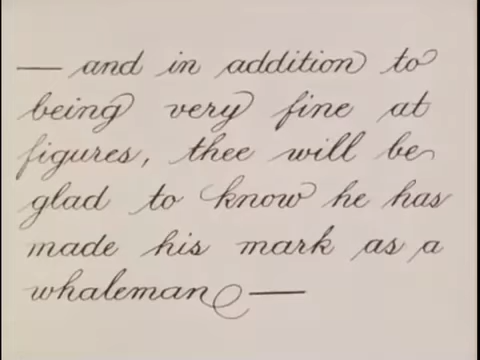 — and in addition to
being very fine at
figures, thee will be
glad to know he has
made his mark as a
whaleman —